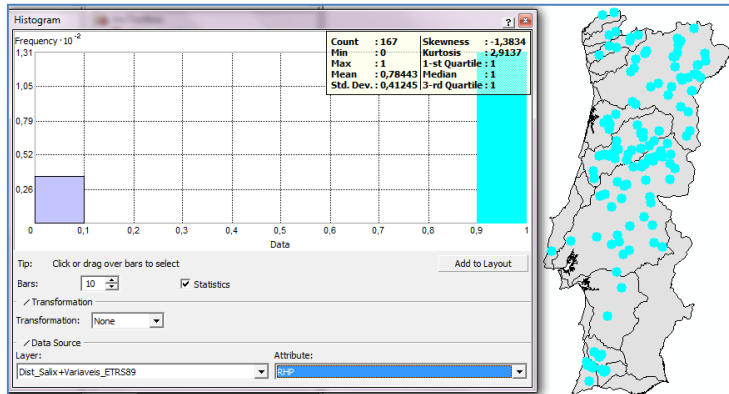 Histogram
Frequency · 10⁻²
1,31
1,05
0,79
0,52
0,26
0 0,1 0,2 0,3 0,4 0,5 0,6 0,7 0,8 0,9 1
Data
Count : 167 Skewness : -1,3834
Min : 0 Kurtosis : 2,9137
Max : 1 1-st Quartile : 1
Mean : 0,78443 Median : 1
Std. Dev. : 0,41245 3-rd Quartile : 1
Tip: Click or drag over bars to select
Add to Layout
Bars: 10 Statistics
Transformation
Transformation: None
Data Source
Layer: Attribute:
Dist_Salix+Variaveis_ETRS89 RHP